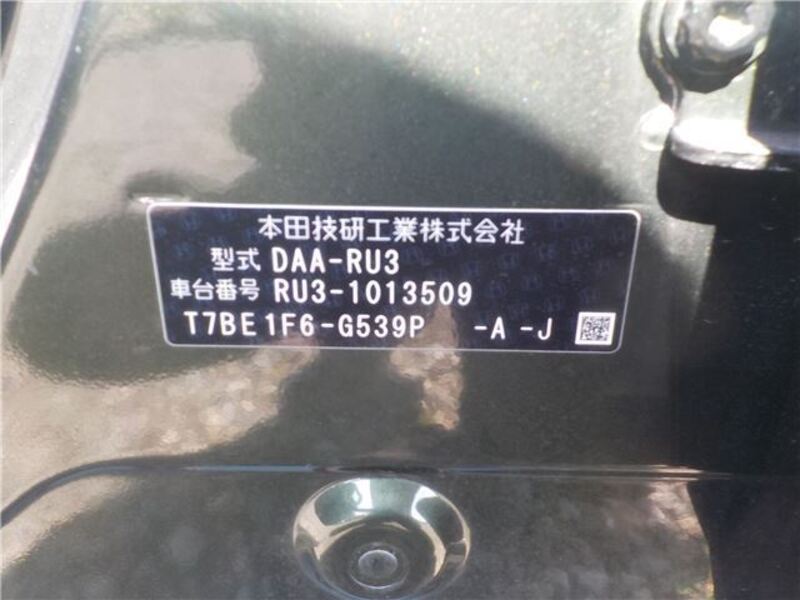 本田技研工業株式会社
型式 DAA-RU3
車台番号 RU3-1013509
T7BE1F6-G539P -A -J